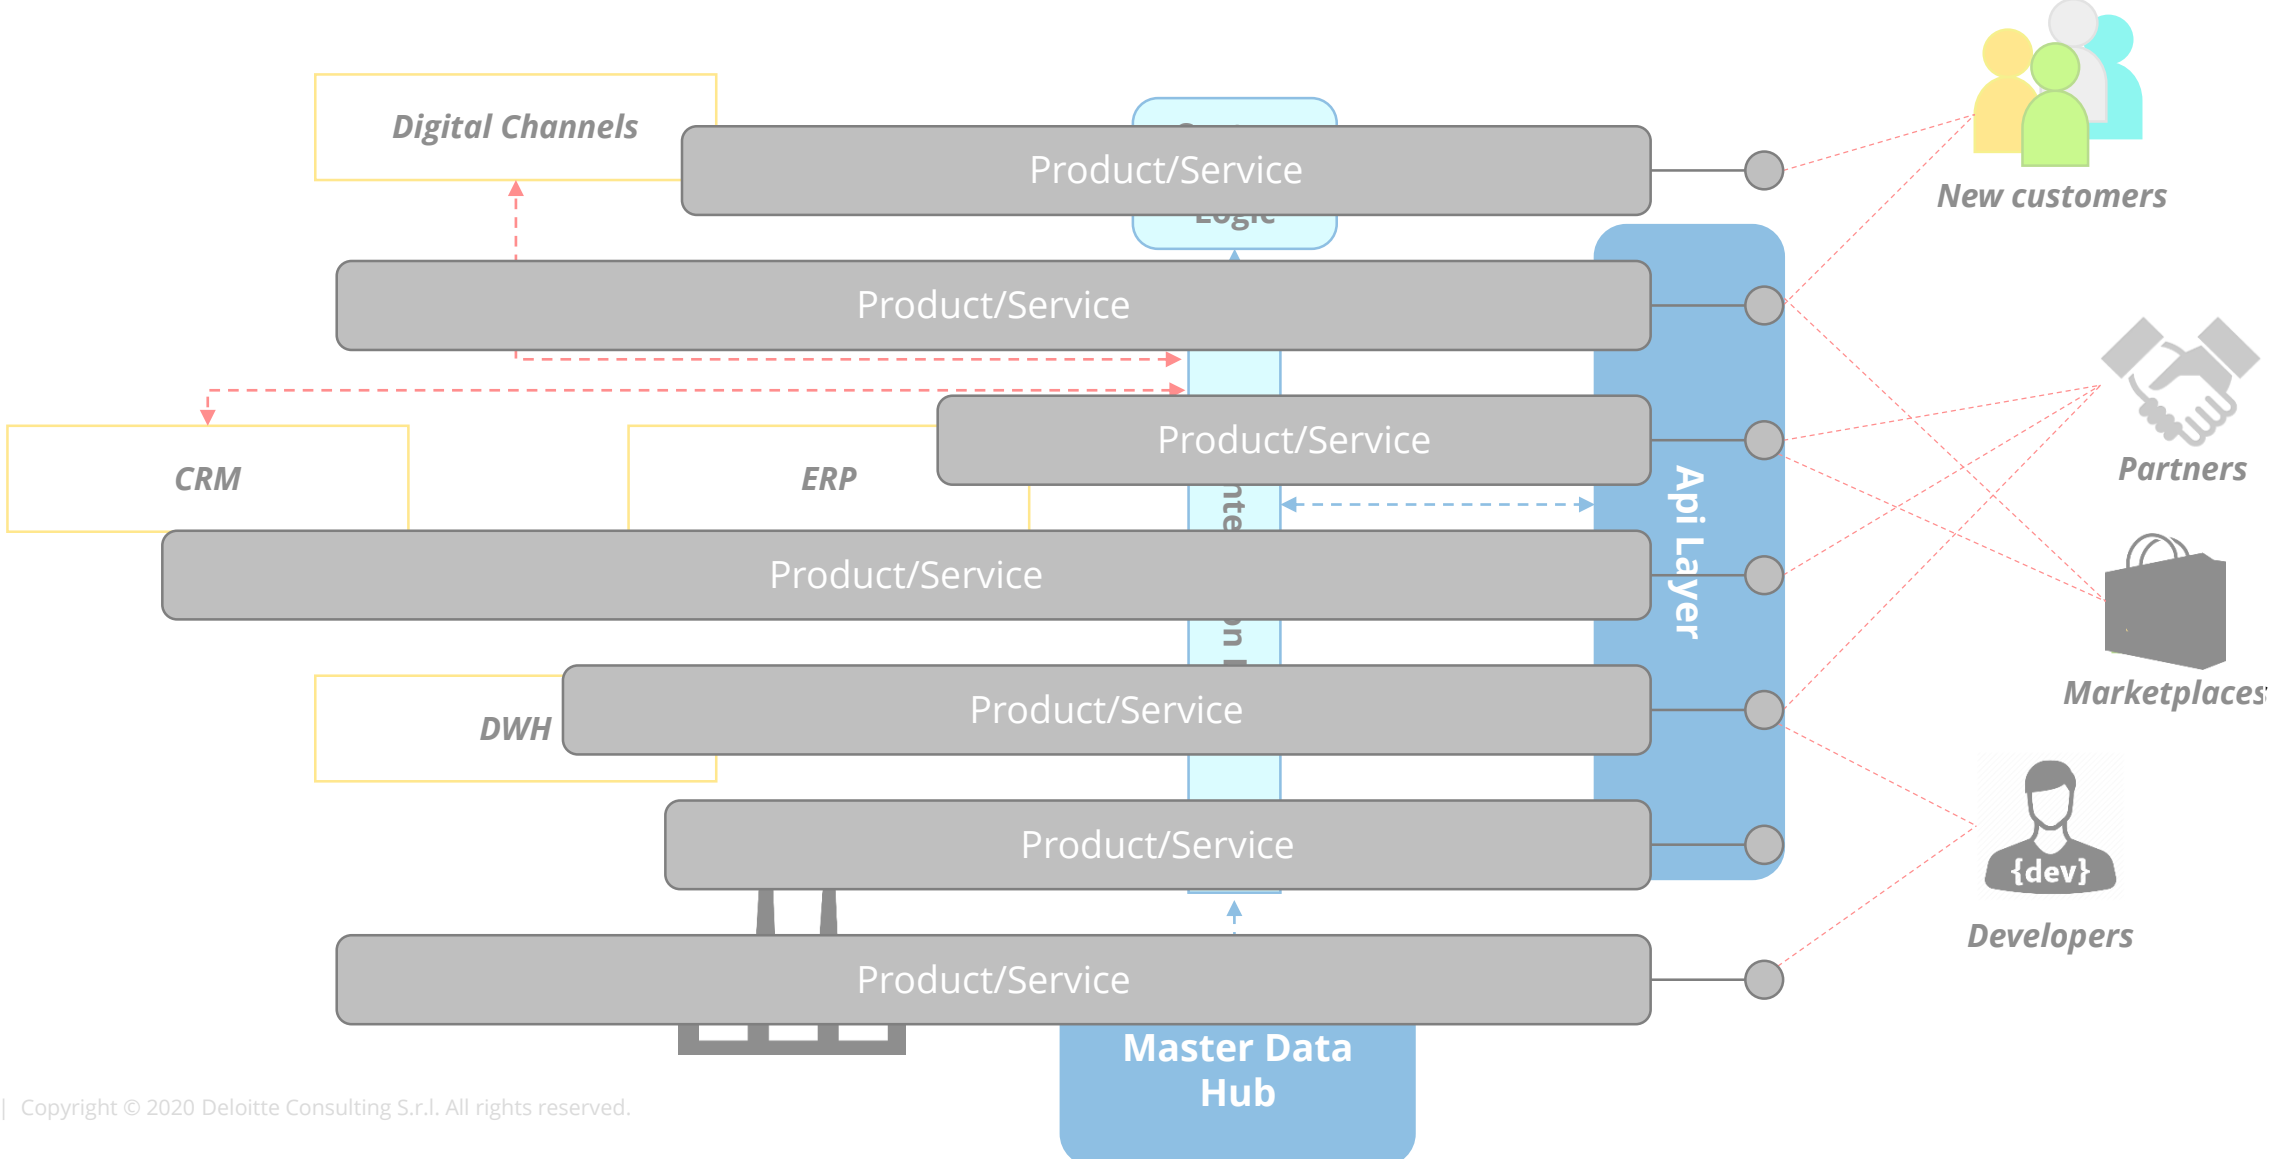 Digital Channels
Product/Service
Logic
New customers
Product/Service
Product/Service
CRM
ERP
Partners
Api Layer
Product/Service
Marketplaces
Product/Service
DWH
Product/Service
{dev}
Developers
Product/Service
Master Data
Hub
| Copyright © 2020 Deloitte Consulting S.r.l. All rights reserved.